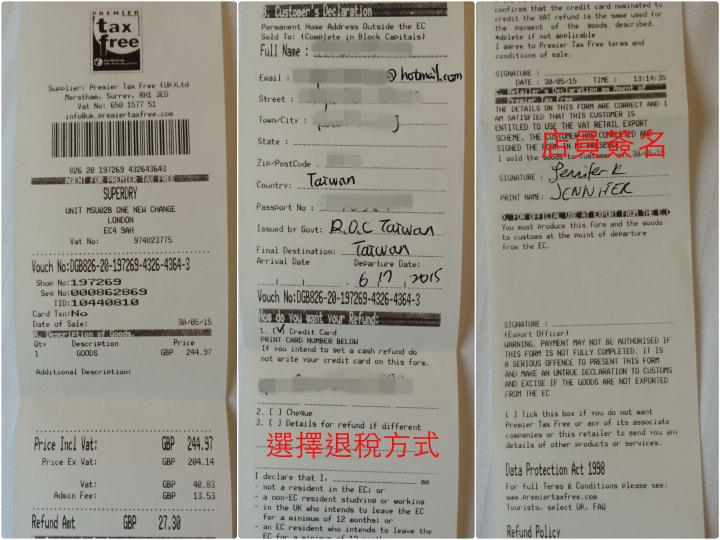 PREMIER
tax
free
Supplier: Premier Tax Free (UK)Ltd
Merstham, Surrey, RH1 3ED
Vat No: 650 1577 51
info@uk.premiertaxfree.com
826 20 197269 432643643
AGENT FOR PREMIER TAX FREE
SUPERDRY
UNIT MSU02B ONE NEW CHANGE
LONDON
EC4 9AH
Vat No: 974823775
Vouch No:DGB826-20-197269-4326-4364-3
Shop No:197269
Seq No:000862869
TID:10440810
Card Txn:No
Date of Sale: 30/05/15
A. Description of Goods.
Qty Description Price
1 GOODS GBP 244.97
Additional Description:
Price Incl Vat: GBP 244.97
Price Ex Vat: GBP 204.14
Vat: GBP 40.83
Admin Fee: GBP 13.53
Refund Amt GBP 27.30
B. Customer's Declaration
Permanent Home Address Outside the EC
Sold To: (Complete in Block Capitals)
Full Name :
Email : @hotmail.com
Street :
Town/City :
State :
Zip/PostCode :
Country: Taiwan
Passport No :
Issued by Govt: R.O.C Taiwan
Final Destination: Taiwan
Arrival Date Departure Date:
6 17 2015
Vouch No:DGB826-20-197269-4326-4364-3
How do you want your Refund:
1. [✓] Credit Card
PRINT CARD NUMBER BELOW
If you intend to get a cash refund do
not write your credit card on this form.
2. [ ] Cheque
3. [ ] Details for refund if different
選擇退稅方式
I declare that I, am
- not a resident in the EC; or
- a non-EC resident studying or working
in the UK who intends to leave the EC
for a minimum of 12 months; or
- an EC resident who intends to leave the
EC for a minimum of 12
confirms that the credit card nominated to
credit the VAT refund is the same used for
the payment of the goods described.
*delete if not applicable
I agree to Premier Tax Free terms and
conditions of sale.
SIGNATURE :
DATE : 30/05/15 TIME : 13:14:35
C. Retailer's Declaration as Agent of
Premier Tax Free
THE DETAILS ON THIS FORM ARE CORRECT AND I
AM SATISFIED THAT THIS CUSTOMER IS
ENTITLED TO USE THE VAT RETAIL EXPORT
SCHEME. THE CUSTOMER HAS COMPLETED AND
SIGNED THE FORM IN MY PRESENCE
I sold the goods to customer on 30/05/15
店員簽名
SIGNATURE : Jennifer K
PRINT NAME: JENNIFER
D. FOR OFFICIAL USE AT EXPORT FROM THE E.C
You must produce this form and the goods
to customs at the point of departure
from the EC.
SIGNATURE :
(Export Officer)
WARNING. PAYMENT MAY NOT BE AUTHORISED IF
THIS FORM IS NOT FULLY COMPLETED. IT IS
A SERIOUS OFFENCE TO PRESENT THIS FORM
AND MAKE AN UNTRUE DECLARATION TO CUSTOMS
AND EXCISE IF THE GOODS ARE NOT EXPORTED
FROM THE EC
[ ] Tick this box if you do not want
Premier Tax Free or any of its associate
companies or this retailer to send you any
details of other products or services.
Data Protection Act 1998
For full Terms & Conditions please see:
www.premiertaxfree.com
Tourists, select UK, FAQ
Refund Policy